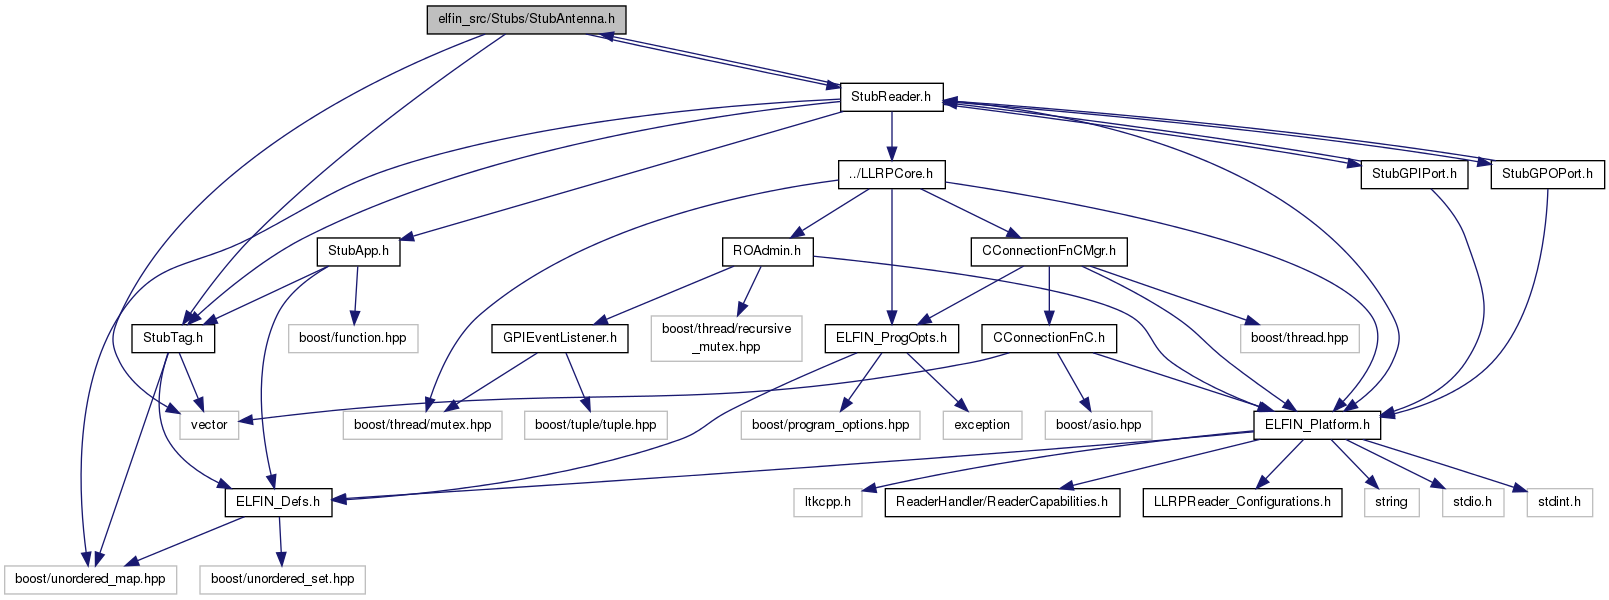 elfin_src/Stubs/StubAntenna.h
StubReader.h
../LLRPCore.h
StubGPIPort.h
StubGPOPort.h
StubApp.h
ROAdmin.h
CConnectionFnCMgr.h
StubTag.h
boost/function.hpp
GPIEventListener.h
boost/thread/recursive
_mutex.hpp
ELFIN_ProgOpts.h
CConnectionFnC.h
boost/thread.hpp
vector
boost/thread/mutex.hpp
boost/tuple/tuple.hpp
boost/program_options.hpp
exception
boost/asio.hpp
ELFIN_Platform.h
ELFIN_Defs.h
ltkcpp.h
ReaderHandler/ReaderCapabilities.h
LLRPReader_Configurations.h
string
stdio.h
stdint.h
boost/unordered_map.hpp
boost/unordered_set.hpp